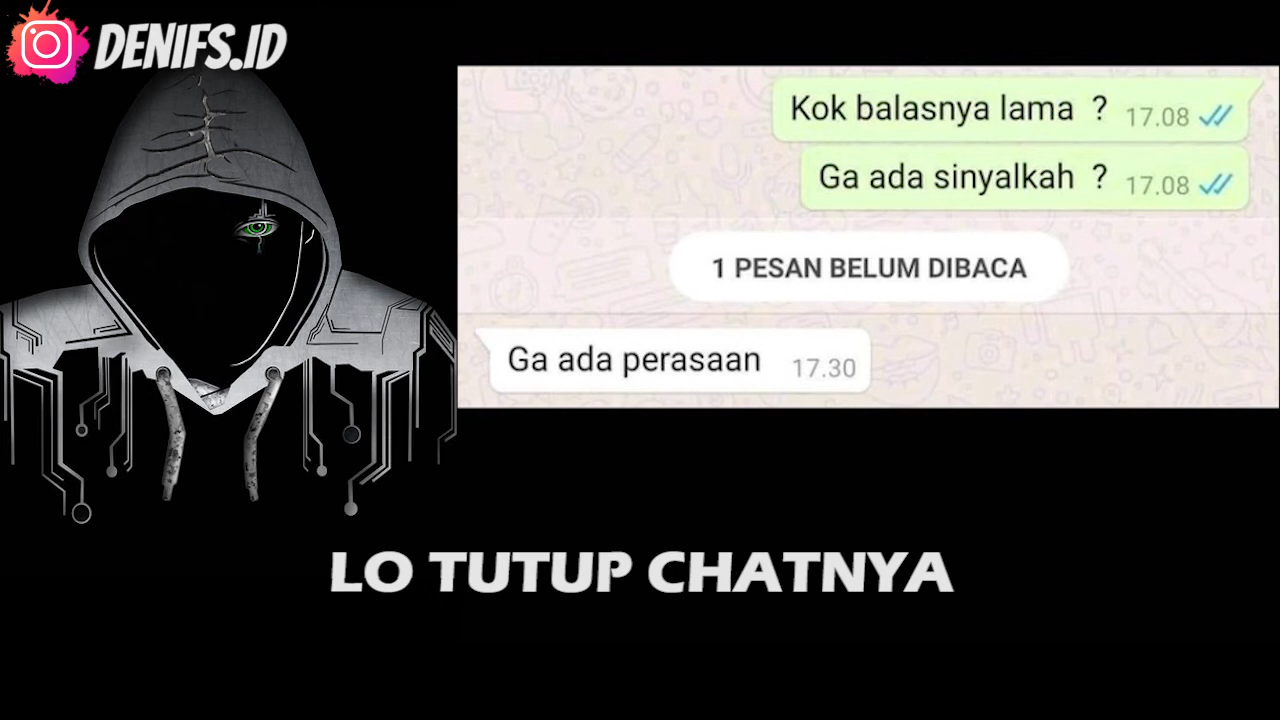 DENIFS.ID
Kok balasnya lama ? 17.08
Ga ada sinyalkah ? 17.08
1 PESAN BELUM DIBACA
Ga ada perasaan 17.30
LO TUTUP CHATNYA